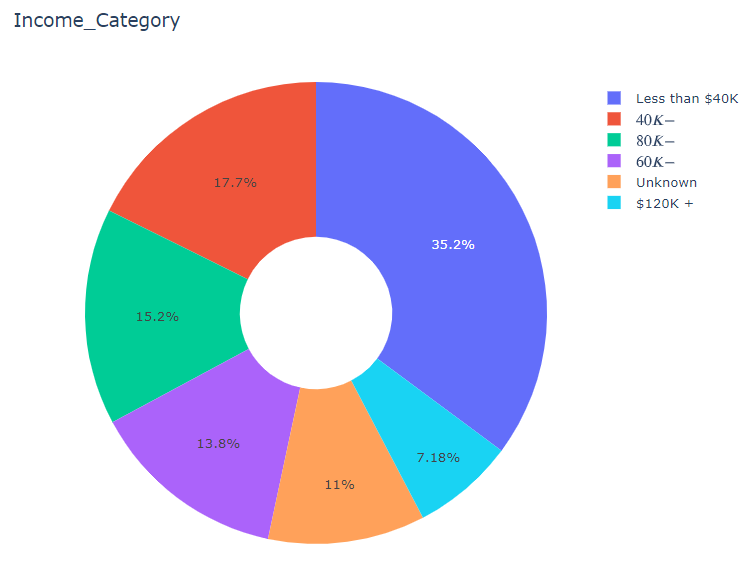 Income_Category
Less than $40K
40K−
80K−
60K−
Unknown
$120K +
35.2%
17.7%
15.2%
13.8%
11%
7.18%